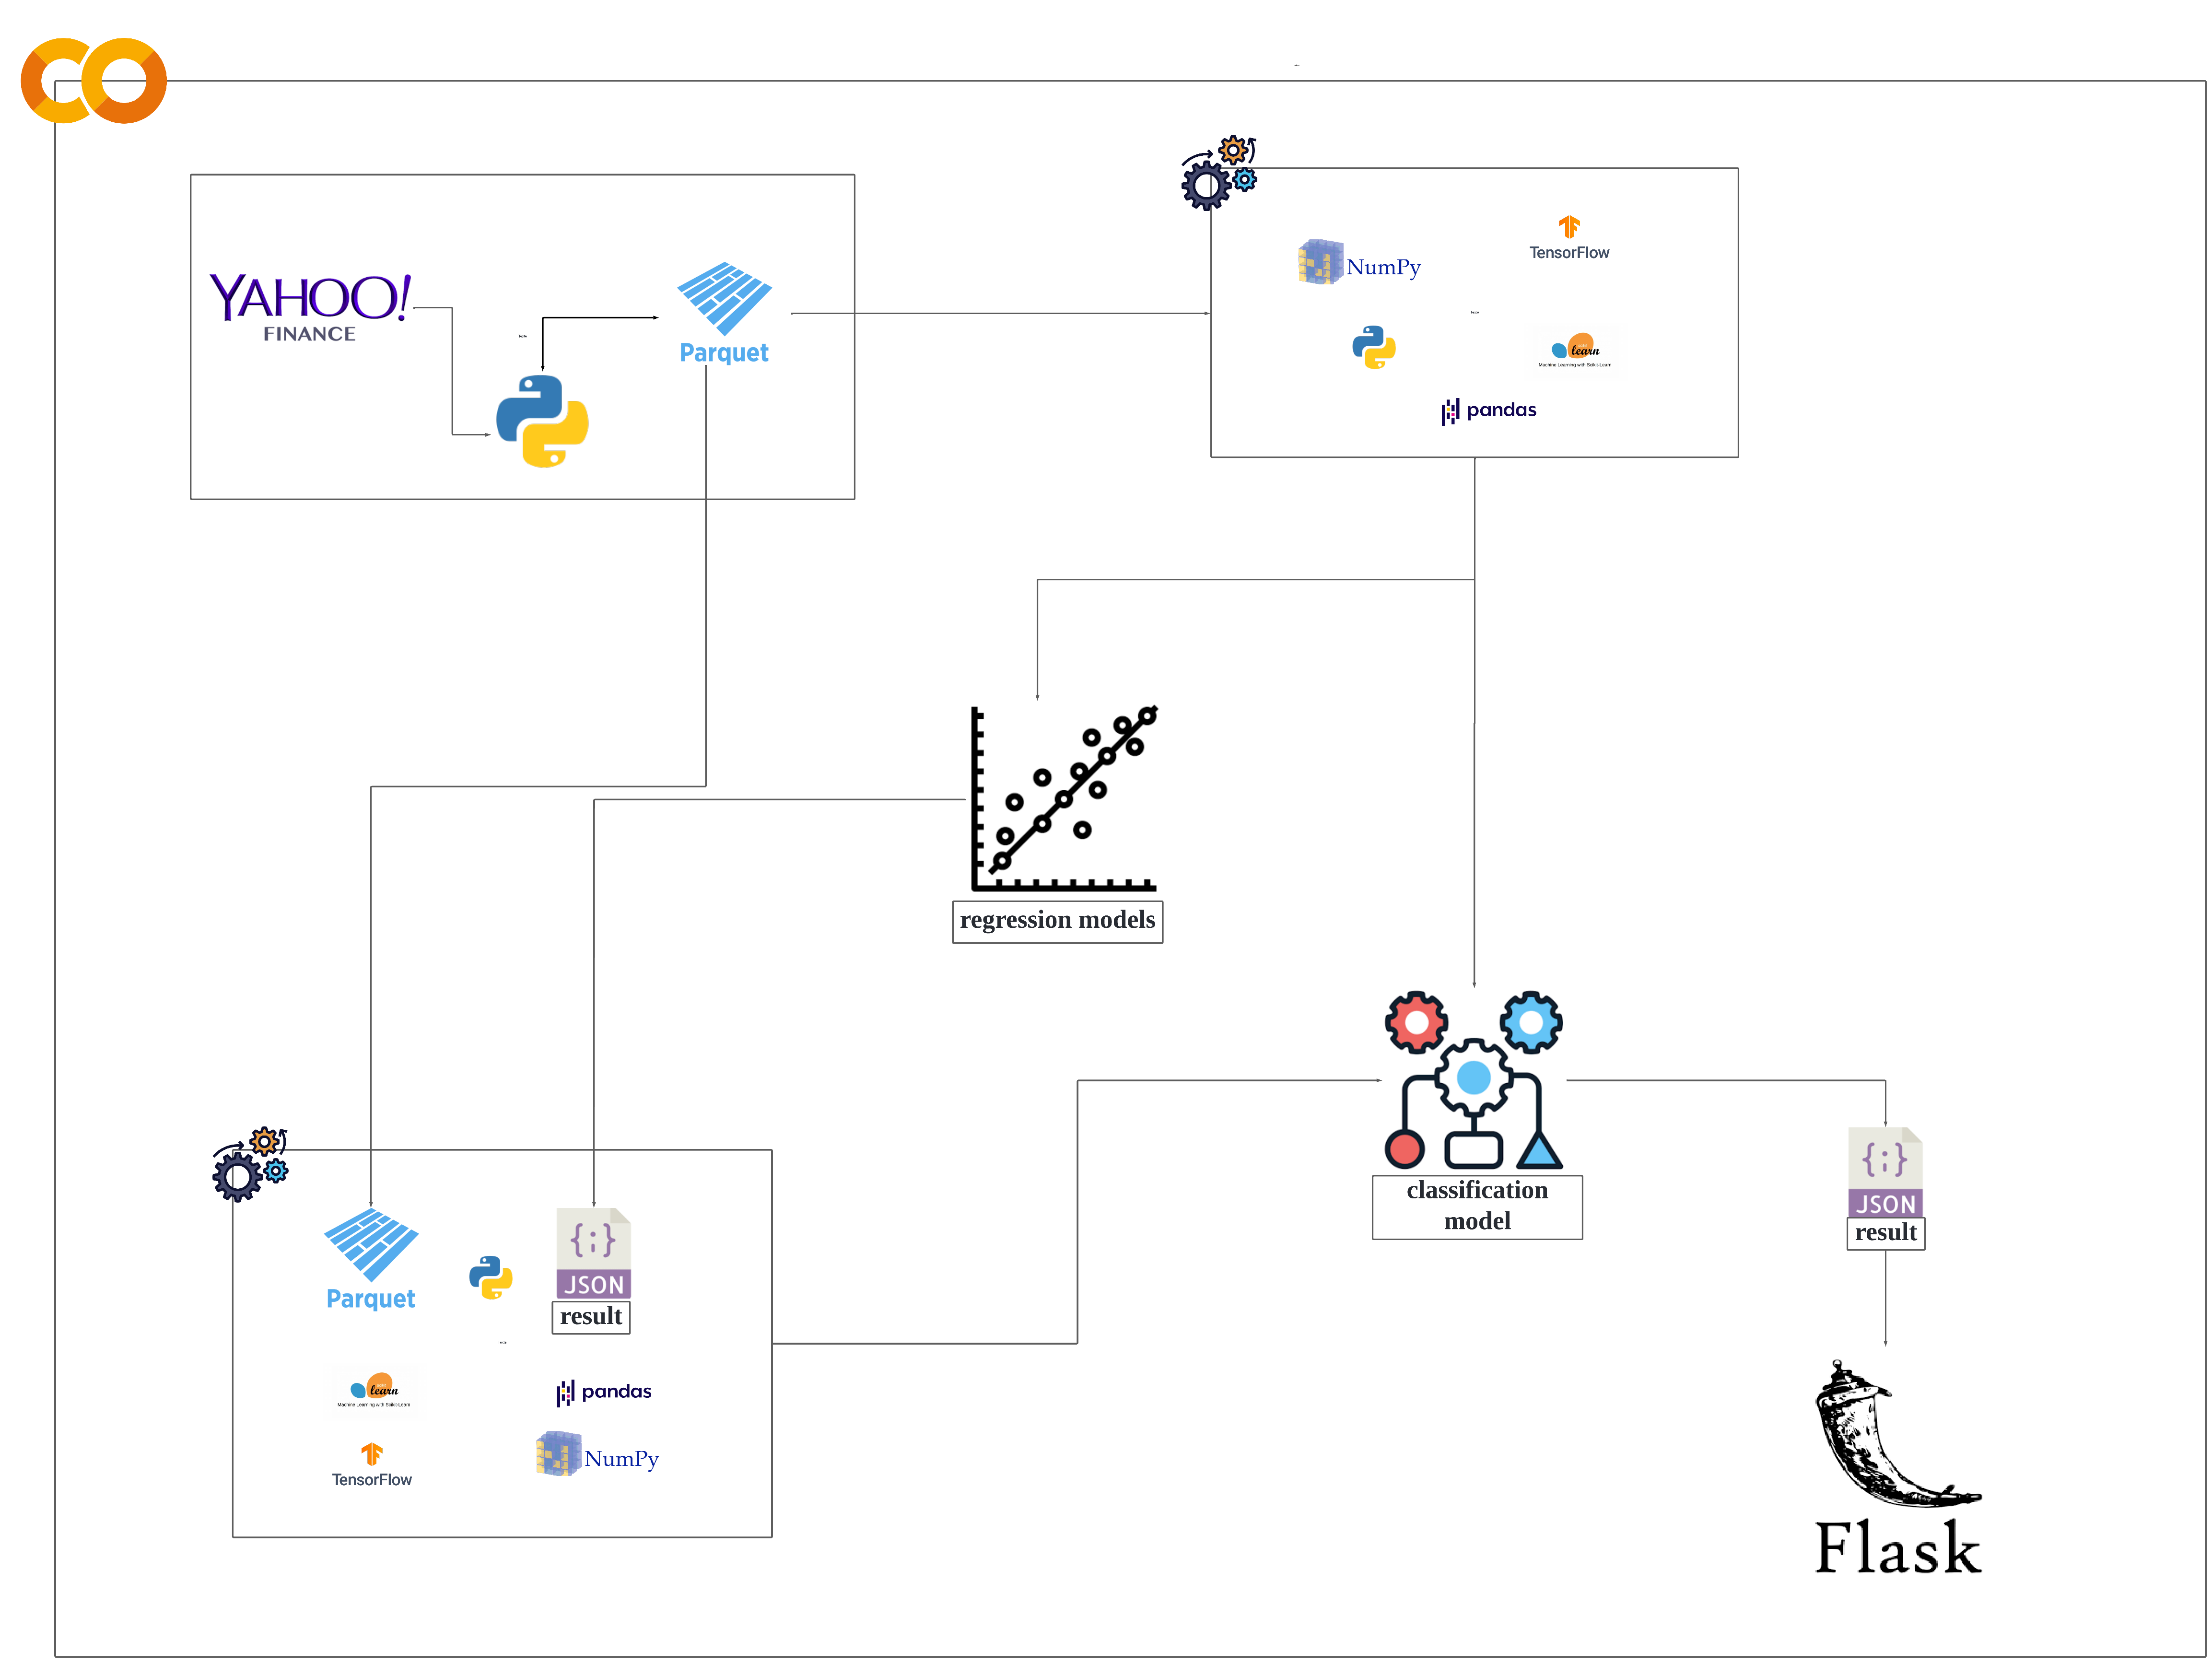 YAHOO!
FINANCE
Parquet
NumPy
TensorFlow
learn
Machine Learning with Scikit-Learn
pandas
regression models
classification
model
JSON
result
Parquet
JSON
result
learn
Machine Learning with Scikit-Learn
pandas
NumPy
TensorFlow
Flask